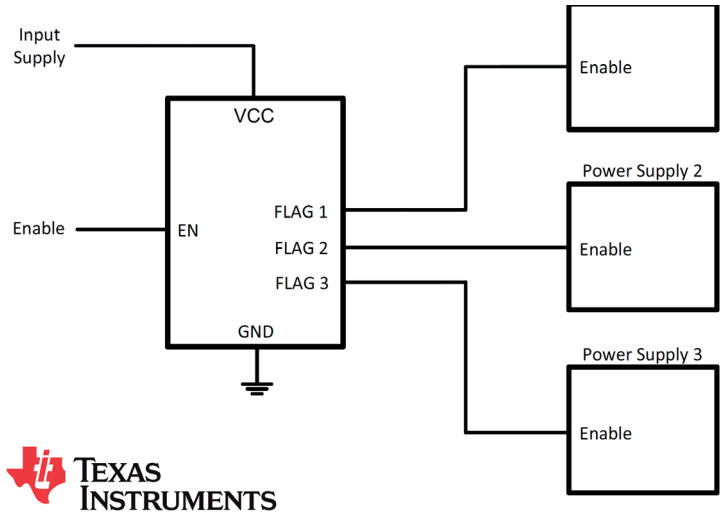 Input
Supply
VCC
Enable
EN
FLAG 1
FLAG 2
FLAG 3
GND
Enable
Power Supply 2
Enable
Power Supply 3
Enable
TEXAS
INSTRUMENTS